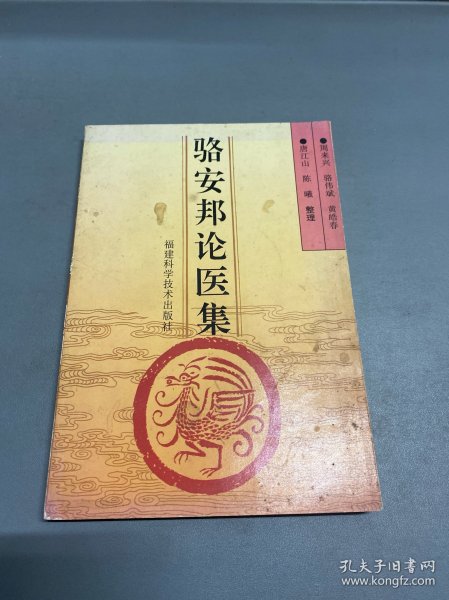 骆安邦论医集
福建科学技术出版社
●周来兴 骆伟斌 黄皓春
●唐江山 陈曦 整理
孔夫子旧书网
www.kongfz.com